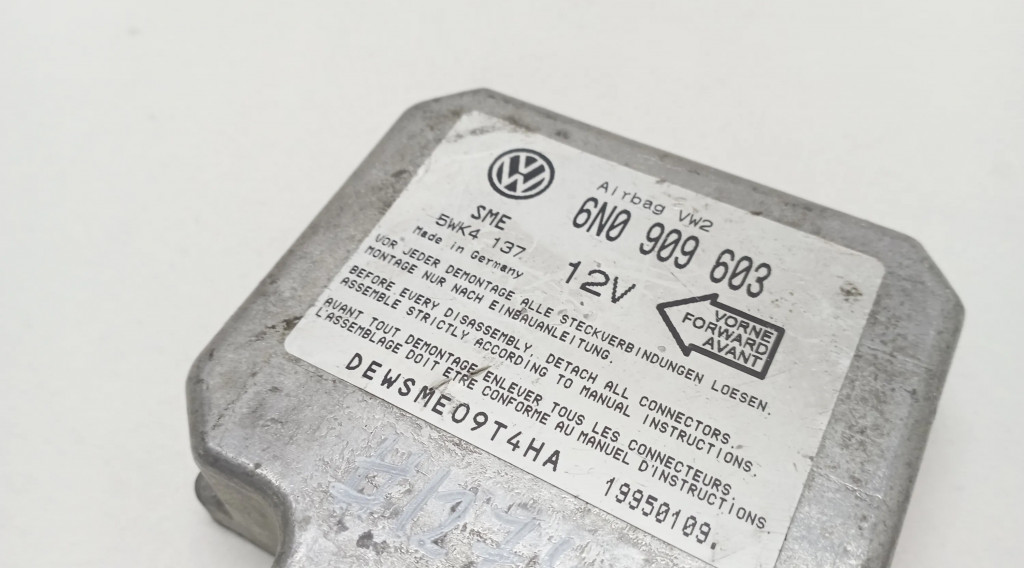 Airbag VW2
6N0 909 603
SME
5WK4 137
Made in Germany
12V
VORNE
FORWARD
AVANT
VOR JEDER DEMONTAGE ALLE STECKVERBINDUNGEN LOESEN.
MONTAGE NUR NACH EINBAUANLEITUNG.
BEFORE EVERY DISASSEMBLY, DETACH ALL CONNECTORS.
ASSEMBLE STRICTLY ACCORDING TO MANUAL INSTRUCTIONS.
AVANT TOUT DEMONTAGE ENLEVER TOUS LES CONNECTEURS.
L'ASSEMBLAGE DOIT ETRE CONFORME AU MANUEL D'INSTRUCTIONS
DEWSME09T4HA
19950109.